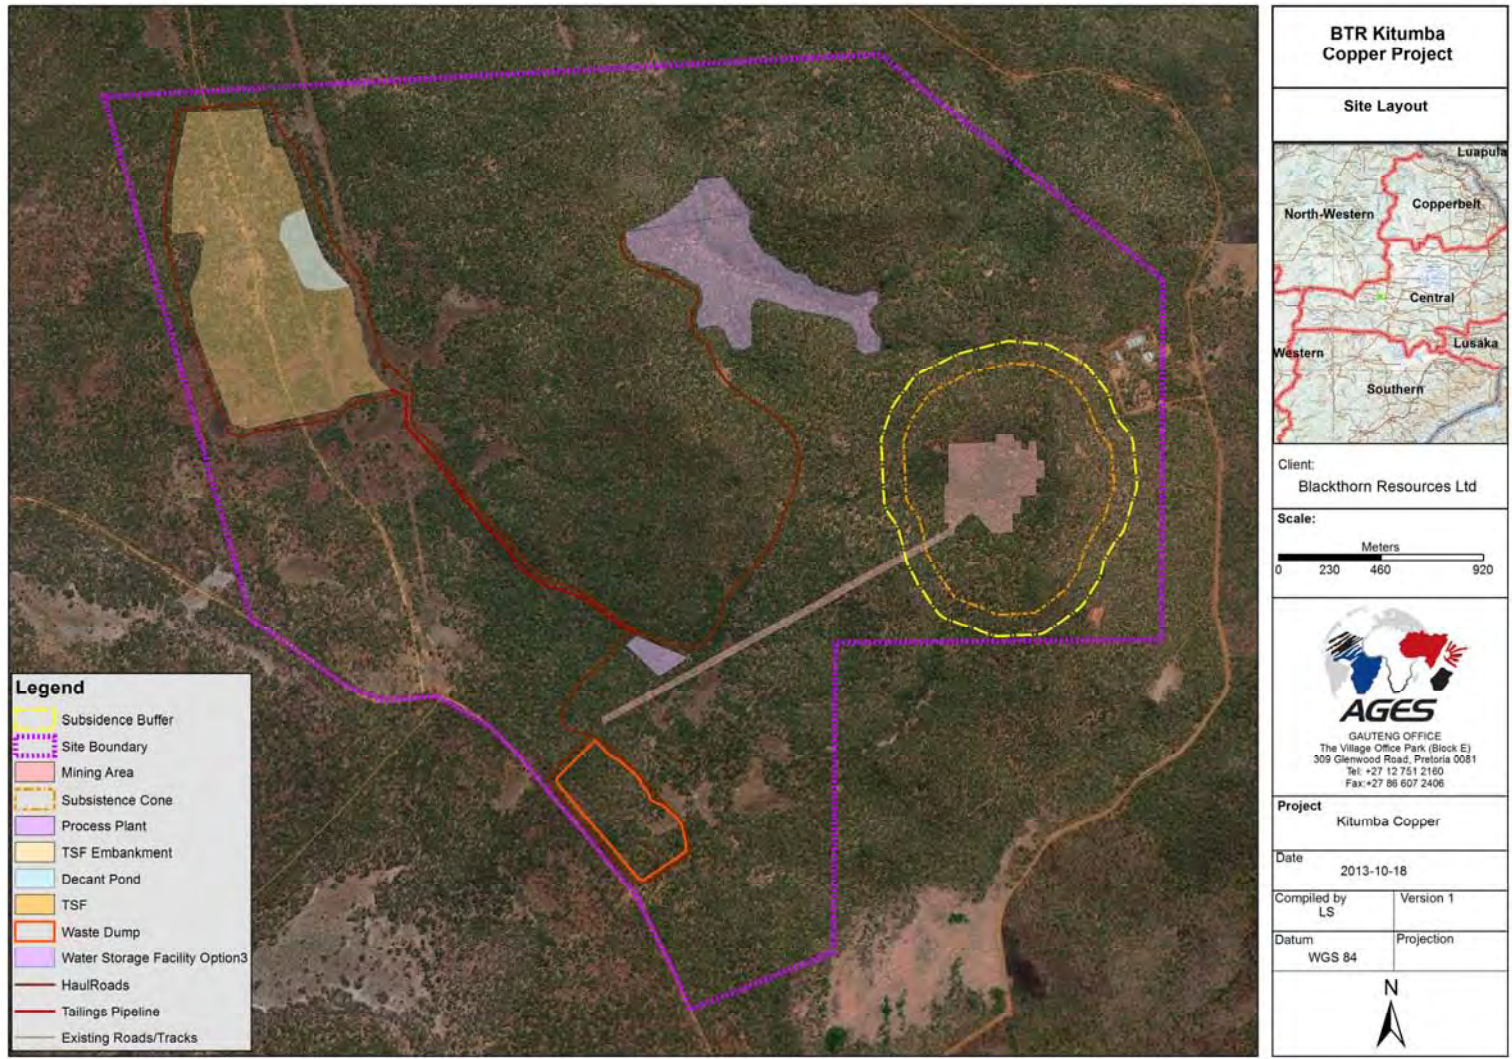 BTR Kitumba
Copper Project
Site Layout
Luapula
North-Western
Copperbelt
Central
Lusaka
Western
Southern
Client:
Blackthorn Resources Ltd
Scale:
Meters
0 230 460 920
AGES
GAUTENG OFFICE
The Village Office Park (Block E)
309 Glenwood Road, Pretoria 0081
Tel: +27 12 751 2160
Fax:+27 86 607 2406
Project
Kitumba Copper
Date
2013-10-18
Compiled by
LS
Version 1
Datum
WGS 84
Projection
N
Legend
Subsidence Buffer
Site Boundary
Mining Area
Subsistence Cone
Process Plant
TSF Embankment
Decant Pond
TSF
Waste Dump
Water Storage Facility Option3
HaulRoads
Tailings Pipeline
Existing Roads/Tracks